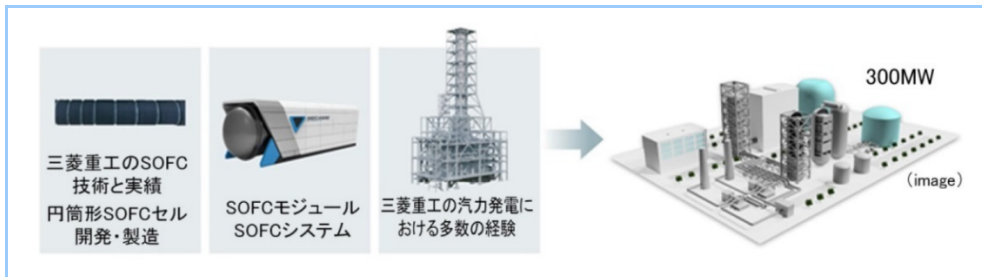 三菱重工のSOFC
技術と実績
円筒形SOFCセル
開発・製造
SOFCモジュール
SOFCシステム
三菱重工の汽力発電に
おける多数の経験
300MW
(image)